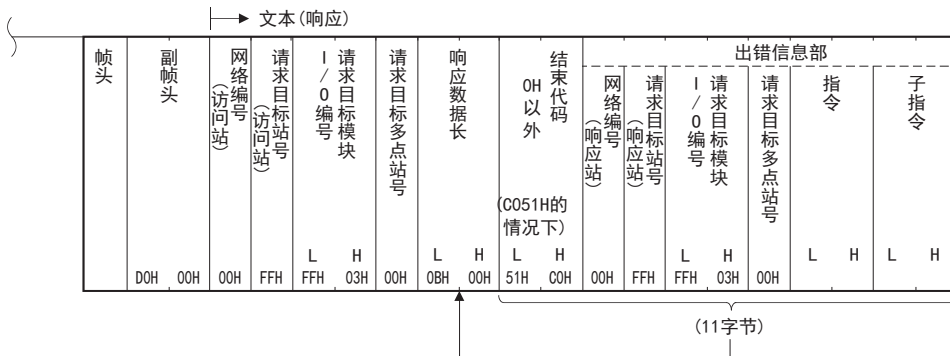 文本(响应)
出错信息部
帧头
副帧头
网络编号
(访问站)
请求目标站号
(访问站)
请求目标模块
I/O编号
请求目标多点站号
响应数据长
结束代码
0H以外
(C051H的
情况下)
网络编号
(响应站)
请求目标站号
(响应站)
请求目标模块
I/O编号
请求目标多点站号
指令
子指令
L H L H L H L H L H L H
D0H 00H 00H FFH FFH 03H 00H 0BH 00H 51H C0H 00H FFH FFH 03H 00H
(11字节)